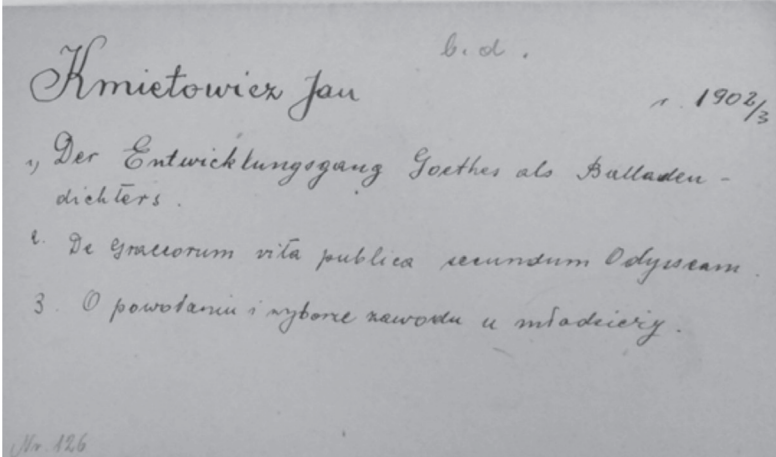 b.d.
Kmietowicz Jan
r. 1902/3
1, Der Entwicklungsgang Goethes als Balladen-
dichters.
2. De Graecorum vita publica secundum Odysseam.
3. O powołaniu i wyborze zawodu u młodzieży.
Nr. 126